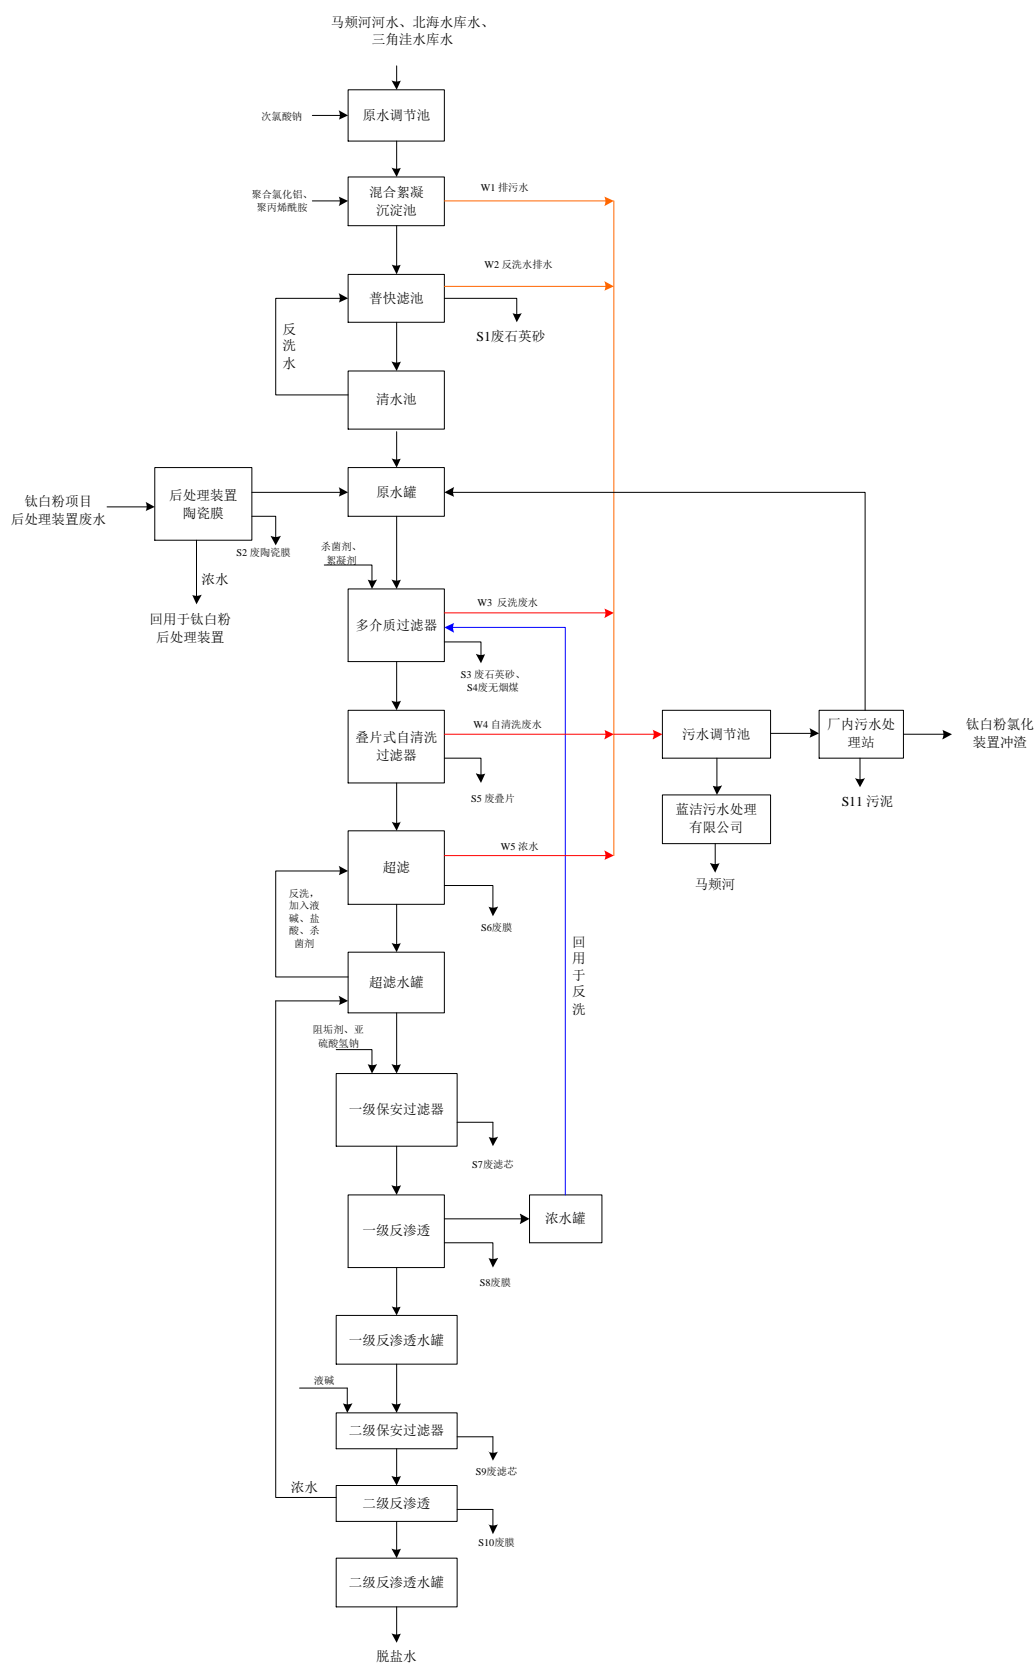 马颊河河水、北海水库水、
三角洼水库水
次氯酸钠
原水调节池
聚合氯化铝、
聚丙烯酰胺
混合絮凝
沉淀池
W1 排污水
W2 反洗水排水
普快滤池
S1废石英砂
反
洗
水
清水池
钛白粉项目
后处理装置废水
后处理装置
陶瓷膜
原水罐
S2 废陶瓷膜
浓水
回用于钛白粉
后处理装置
杀菌剂、
絮凝剂
多介质过滤器
W3 反洗废水
S3 废石英砂、
S4废无烟煤
叠片式自清洗
过滤器
W4 自清洗废水
S5 废叠片
污水调节池
厂内污水处
理站
钛白粉氯化
装置冲渣
S11 污泥
蓝洁污水处理
有限公司
马颊河
超滤
W5 浓水
S6废膜
反洗，
加入液
碱、盐
酸、杀
菌剂
超滤水罐
回
用
于
反
洗
阻垢剂、亚
硫酸氢钠
一级保安过滤器
S7废滤芯
一级反渗透
浓水罐
S8废膜
一级反渗透水罐
液碱
二级保安过滤器
S9废滤芯
浓水
二级反渗透
S10废膜
二级反渗透水罐
脱盐水